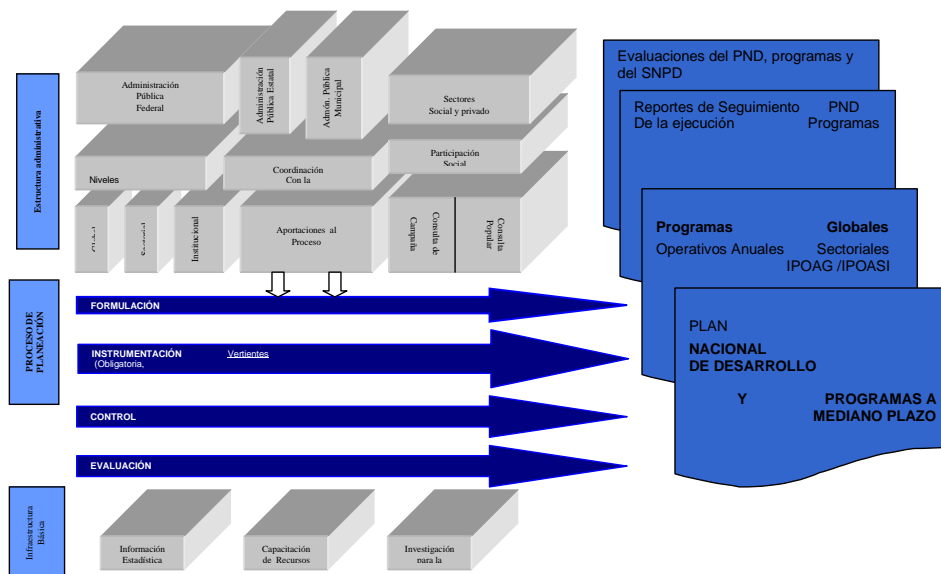 Estructura administrativa
Administración
Pública
Federal
Administración
Pública Estatal
Admón. Pública
Municipal
Sectores
Social y privado
Niveles
Coordinación
Con la
Participación
Social
Sectorial
Institucional
Aportaciones al
Proceso
Consulta de
Campaña
Consulta
Popular
PROCESO DE
PLANEACIÓN
FORMULACIÓN
INSTRUMENTACIÓN Vertientes
(Obligatoria,
CONTROL
EVALUACIÓN
Infraestructura
Básica
Información
Estadística
Capacitación
de Recursos
Investigación
para la
Evaluaciones del PND, programas y
del SNPD
Reportes de Seguimiento PND
De la ejecución Programas
Programas Globales
Operativos Anuales Sectoriales
IPOAG /IPOASI
PLAN
NACIONAL
DE DESARROLLO
Y PROGRAMAS A
MEDIANO PLAZO